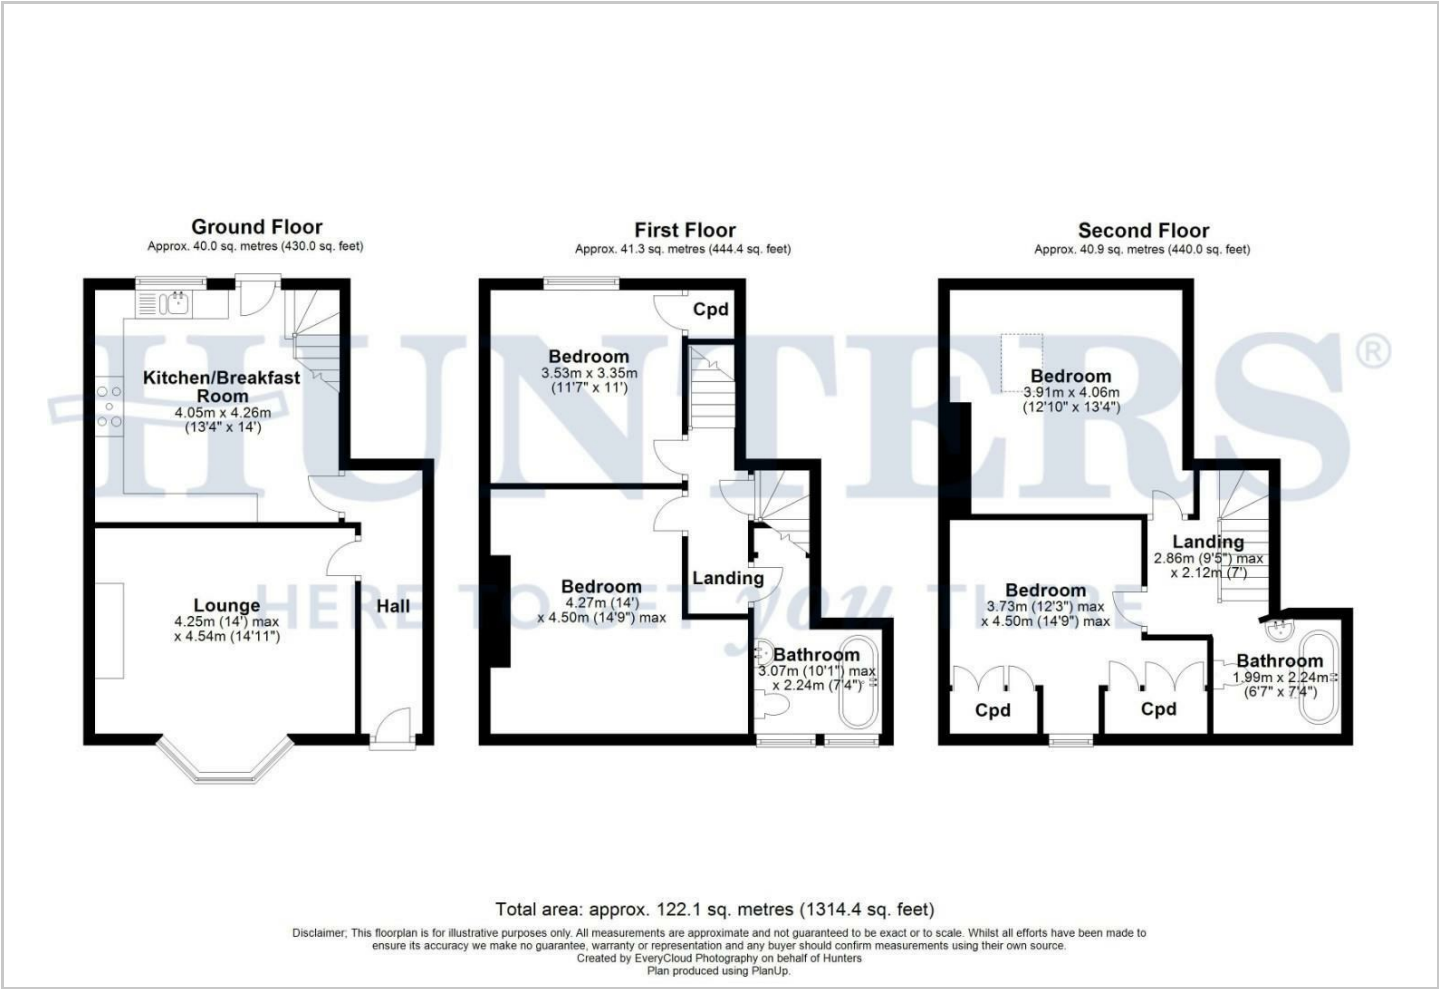 Ground Floor
Approx. 40.0 sq. metres (430.0 sq. feet)
Kitchen/Breakfast
Room
4.05m x 4.26m
(13'4" x 14')
Lounge
4.25m (14') max
x 4.54m (14'11")
Hall
First Floor
Approx. 41.3 sq. metres (444.4 sq. feet)
Cpd
Bedroom
3.53m x 3.35m
(11'7" x 11')
Bedroom
4.27m (14')
x 4.50m (14'9") max
Landing
Bathroom
3.07m (10'1") max
x 2.24m (7'4")
Second Floor
Approx. 40.9 sq. metres (440.0 sq. feet)
Bedroom
3.91m x 4.06m
(12'10" x 13'4")
Landing
2.86m (9'5") max
x 2.12m (7')
Bedroom
3.73m (12'3") max
x 4.50m (14'9") max
Bathroom
1.99m x 2.24m
(6'7" x 7'4")
Cpd
Cpd
HUNTERS®
HERE TO GET you THERE
Total area: approx. 122.1 sq. metres (1314.4 sq. feet)
Disclaimer; This floorplan is for illustrative purposes only. All measurements are approximate and not guaranteed to be exact or to scale. Whilst all efforts have been made to
ensure its accuracy we make no guarantee, warranty or representation and any buyer should confirm measurements using their own source.
Created by EveryCloud Photography on behalf of Hunters
Plan produced using PlanUp.